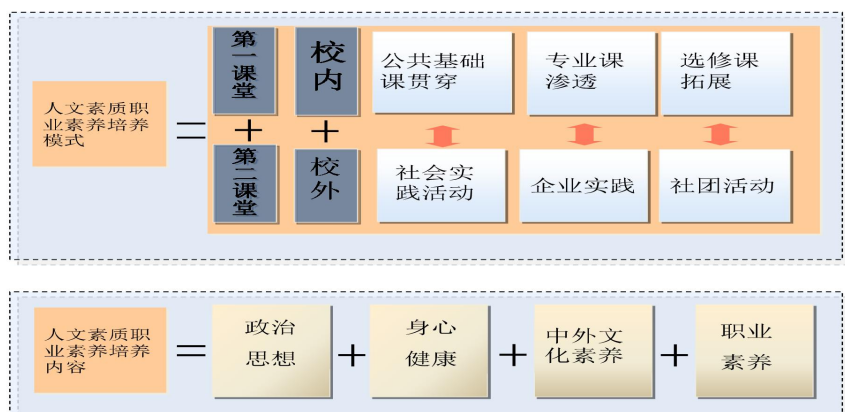 人文素质职
业素养培养
模式
=
第一课堂
+
第二课堂
校内
+
校外
公共基础
课贯穿
专业课
渗透
选修课
拓展
社会实
践活动
企业实践
社团活动
人文素质职
业素养培养
内容
=
政治
思想
+
身心
健康
+
中外文
化素养
+
职业
素养